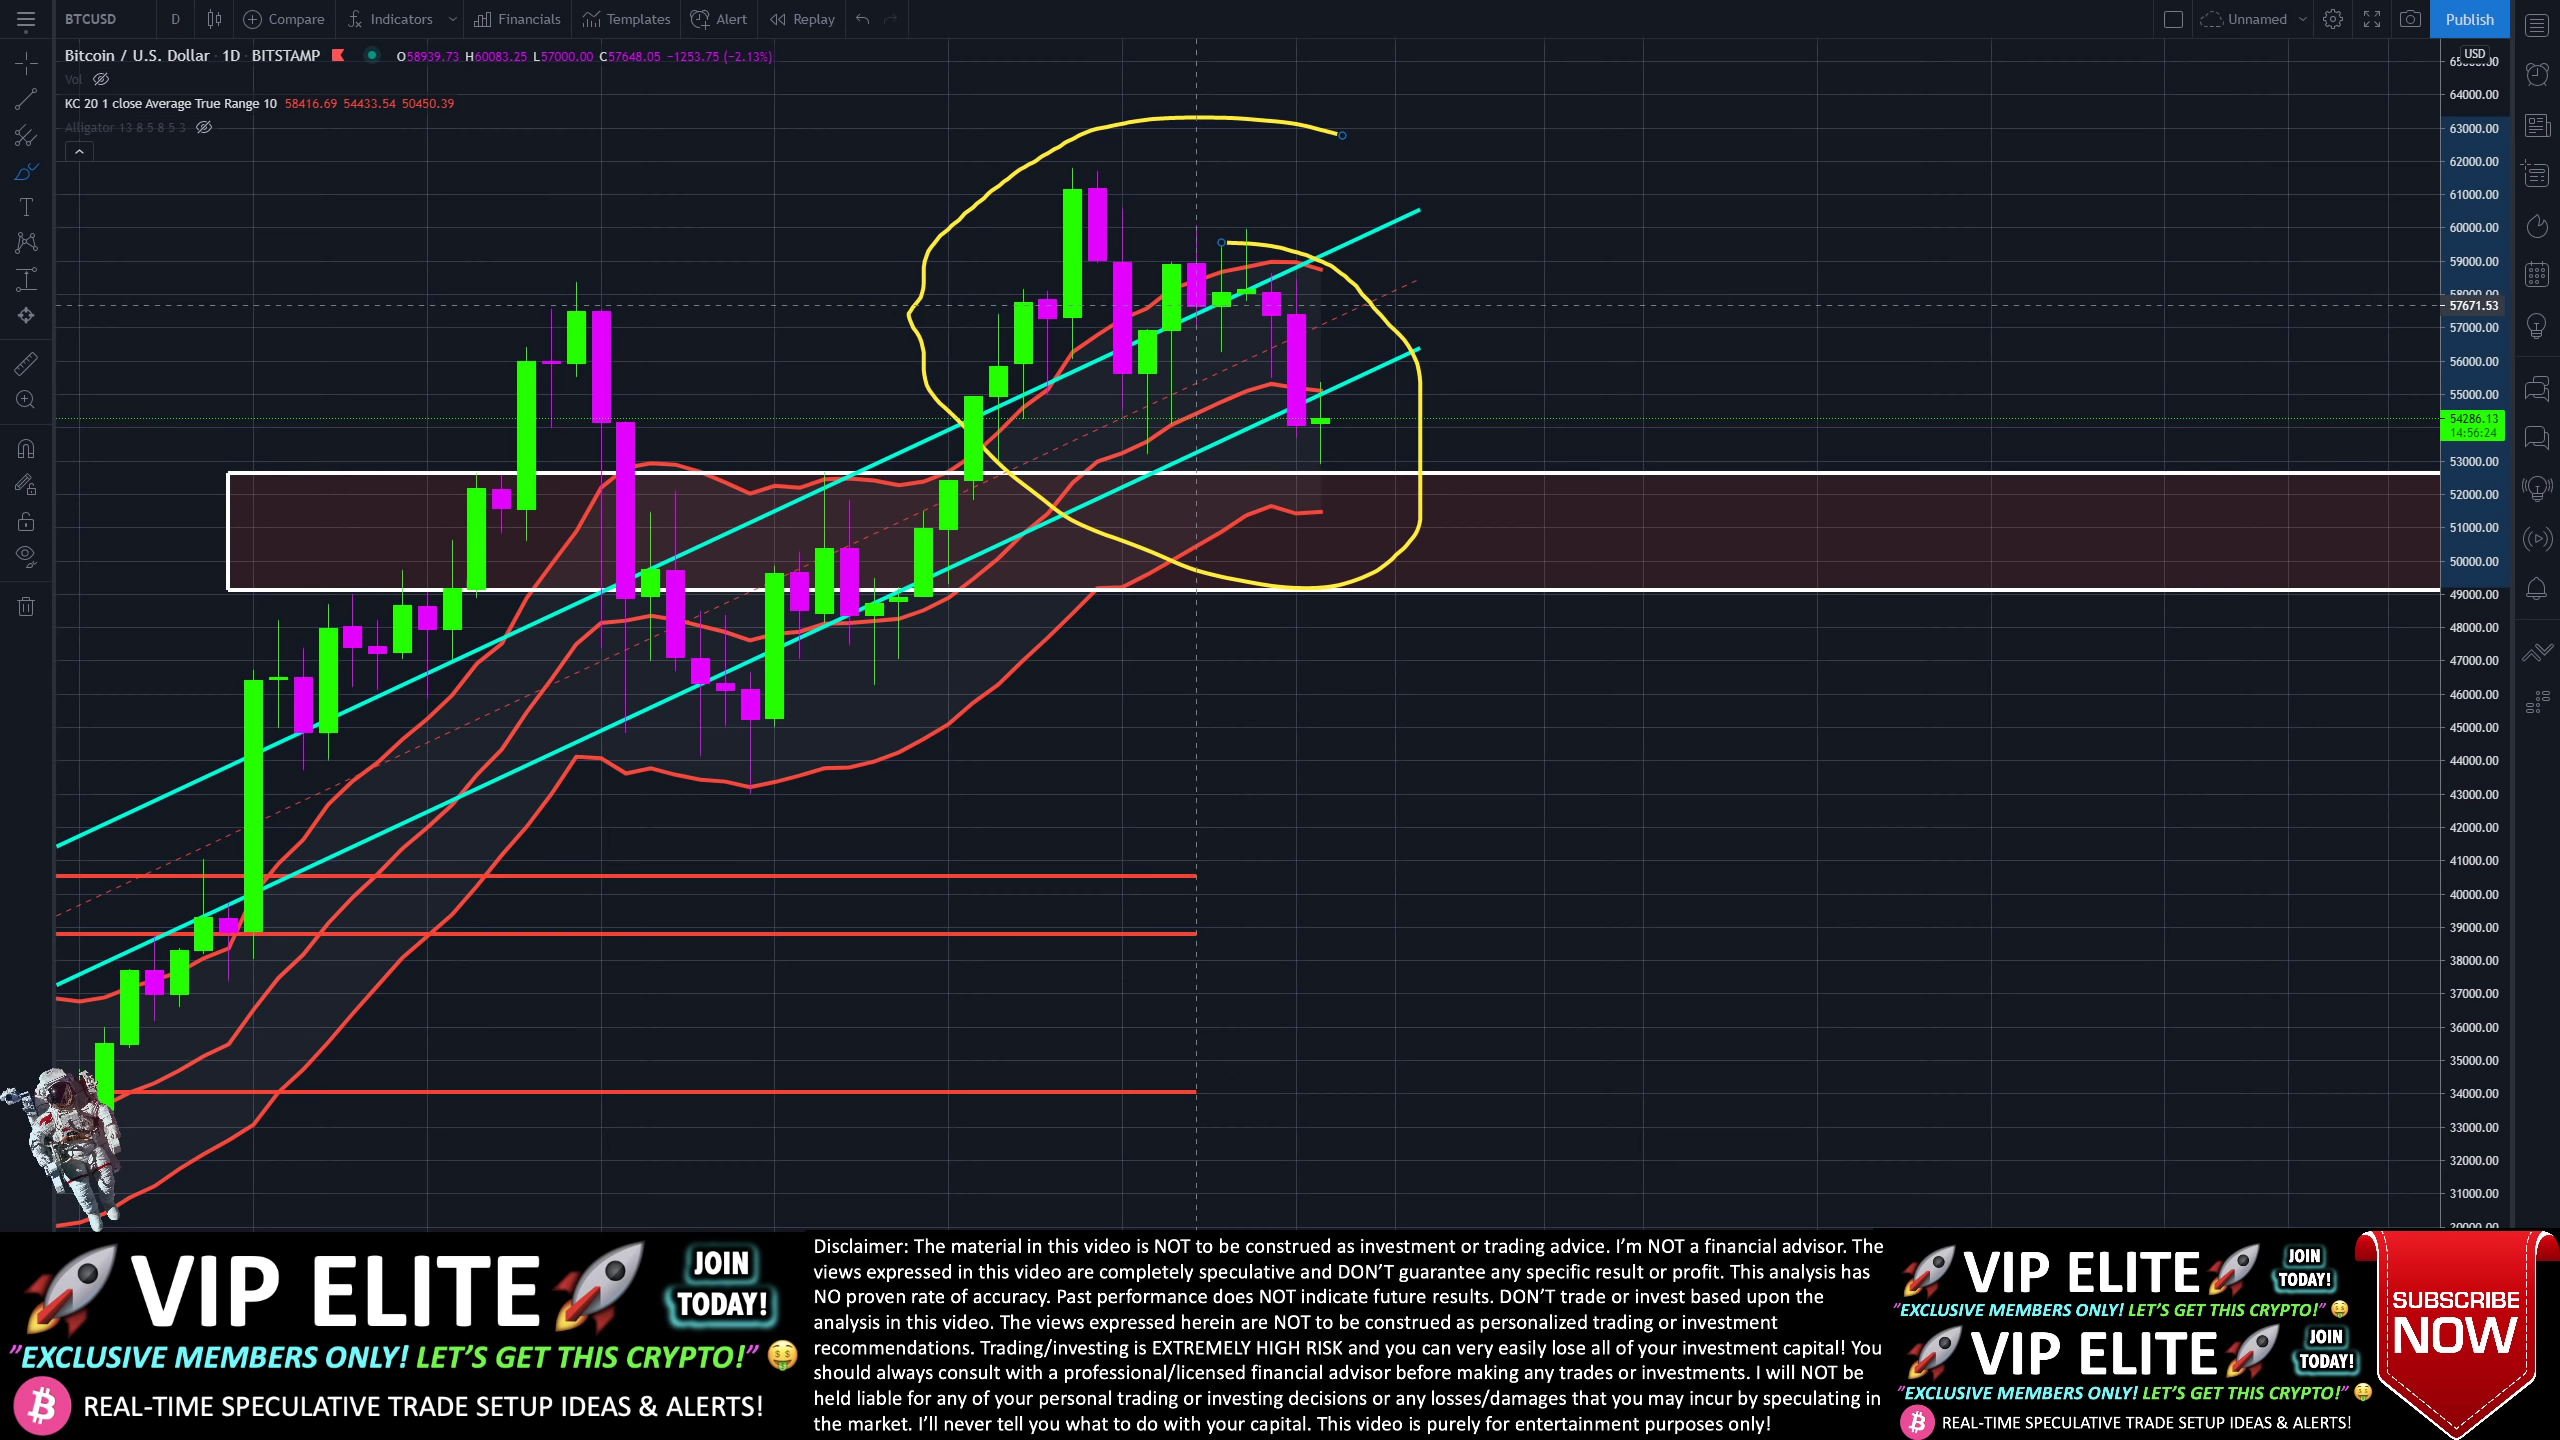 BTCUSD D Compare Indicators Financials Templates Alert Replay Unnamed Publish
Bitcoin / U.S. Dollar 1D BITSTAMP O58939.73 H60083.25 L57000.00 C57648.05 −1253.75 (−2.13%)
Vol
KC 20 1 close Average True Range 10 58416.69 54433.54 50450.39
Alligator 13 8 5 8 5 3
USD
64000.00
63000.00
62000.00
61000.00
60000.00
59000.00
58000.00
57671.53
57000.00
56000.00
55000.00
54286.13
14:56:24
53000.00
52000.00
51000.00
50000.00
49000.00
48000.00
47000.00
46000.00
45000.00
44000.00
43000.00
42000.00
41000.00
40000.00
39000.00
38000.00
37000.00
36000.00
35000.00
34000.00
33000.00
32000.00
31000.00
VIP ELITE
JOIN
TODAY!
"EXCLUSIVE MEMBERS ONLY! LET'S GET THIS CRYPTO!"
REAL-TIME SPECULATIVE TRADE SETUP IDEAS & ALERTS!
Disclaimer: The material in this video is NOT to be construed as investment or trading advice. I'm NOT a financial advisor. The
views expressed in this video are completely speculative and DON'T guarantee any specific result or profit. This analysis has
NO proven rate of accuracy. Past performance does NOT indicate future results. DON'T trade or invest based upon the
analysis in this video. The views expressed herein are NOT to be construed as personalized trading or investment
recommendations. Trading/investing is EXTREMELY HIGH RISK and you can very easily lose all of your investment capital! You
should always consult with a professional/licensed financial advisor before making any trades or investments. I will NOT be
held liable for any of your personal trading or investing decisions or any losses/damages that you may incur by speculating in
the market. I'll never tell you what to do with your capital. This video is purely for entertainment purposes only!
VIP ELITE
JOIN
TODAY!
"EXCLUSIVE MEMBERS ONLY! LET'S GET THIS CRYPTO!"
VIP ELITE
JOIN
TODAY!
"EXCLUSIVE MEMBERS ONLY! LET'S GET THIS CRYPTO!"
REAL-TIME SPECULATIVE TRADE SETUP IDEAS & ALERTS!
SUBSCRIBE
NOW